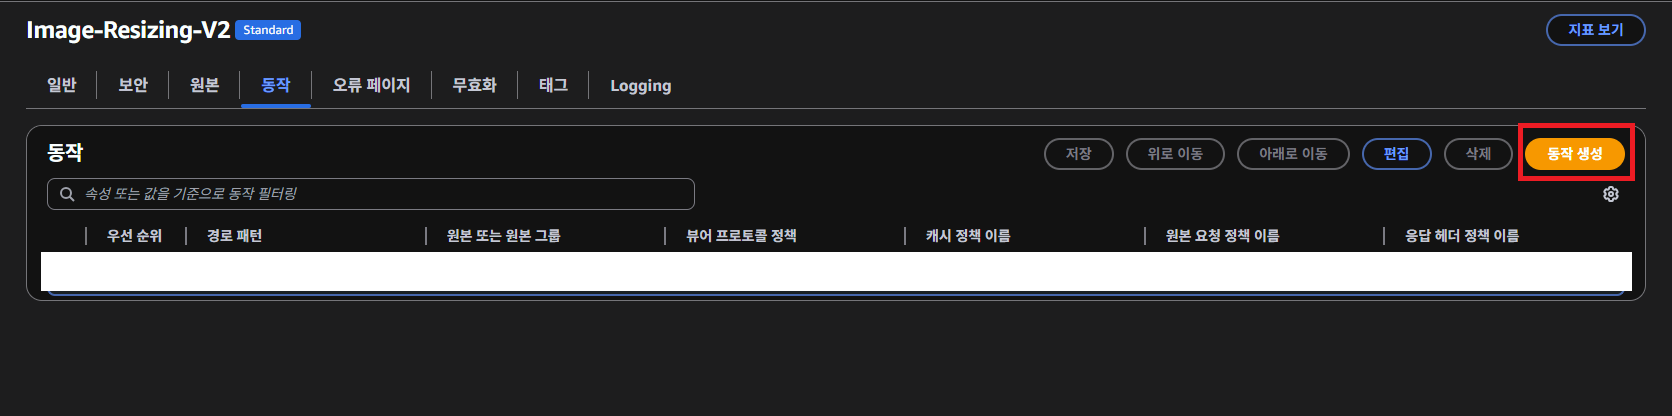 Image-Resizing-V2 Standard 지표 보기
일반 보안 원본 동작 오류 페이지 무효화 태그 Logging
동작 저장 위로 이동 아래로 이동 편집 삭제 동작 생성
속성 또는 값을 기준으로 동작 필터링
우선 순위 경로 패턴 원본 또는 원본 그룹 뷰어 프로토콜 정책 캐시 정책 이름 원본 요청 정책 이름 응답 헤더 정책 이름